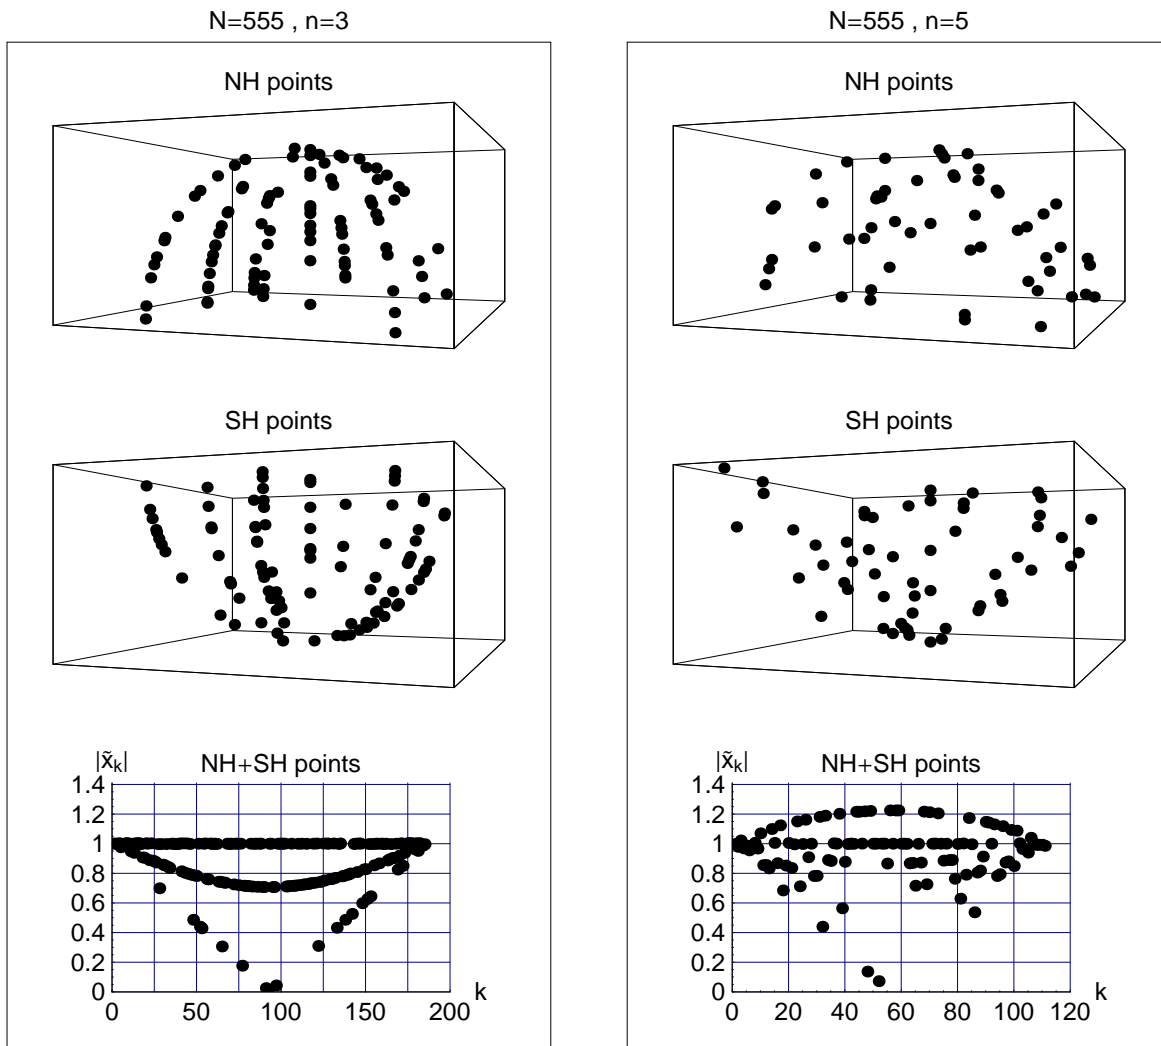 N=555 , n=3
NH points
SH points
NH+SH points
|x̃ₖ|
1.4
1.2
1
0.8
0.6
0.4
0.2
0
0 50 100 150 200
k
N=555 , n=5
NH points
SH points
NH+SH points
|x̃ₖ|
1.4
1.2
1
0.8
0.6
0.4
0.2
0
0 20 40 60 80 100 120
k